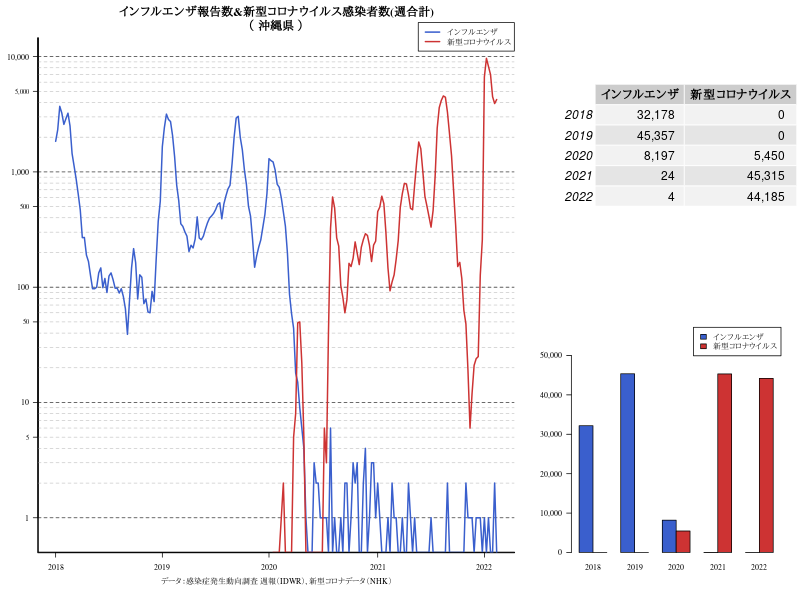 インフルエンザ報告数&新型コロナウイルス感染者数(週合計)
( 沖縄県 )
インフルエンザ
新型コロナウイルス
10,000
5,000
1,000
50
100
50
10
5
1
2018 2019 2020 2021 2022
データ:感染症発生動向調査 週報(IDWR)、新型コロナデータ(NHK)
インフルエンザ 新型コロナウイルス
2018 32,178 0
2019 45,357 0
2020 8,197 5,450
2021 24 45,315
2022 4 44,185
インフルエンザ
新型コロナウイルス
50,000
40,000
30,000
20,000
10,000
0
2018 2019 2020 2021 2022